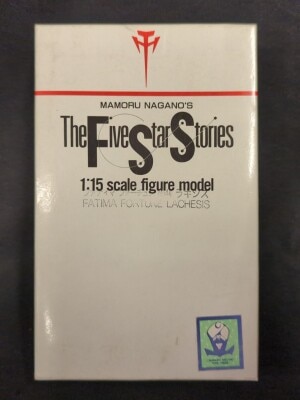 MAMORU NAGANO'S
The Five Star Stories
1:15 scale figure model
FATIMA FORTUNE LACHESIS